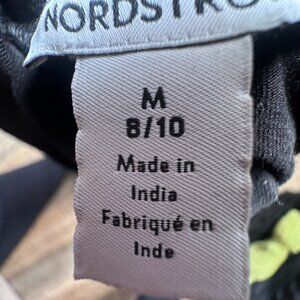 NORDSTRO
M
8/10
Made in
India
Fabriqué en
Inde